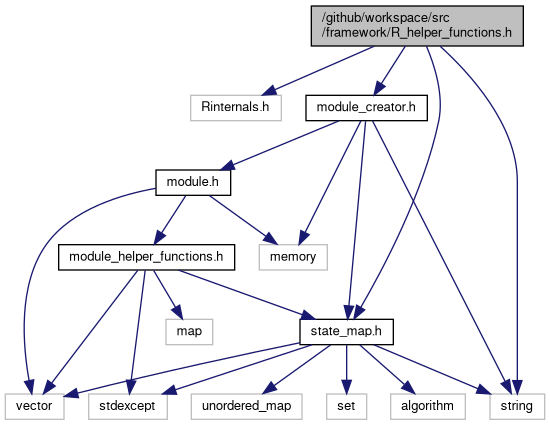 /github/workspace/src
/framework/R_helper_functions.h
Rinternals.h
module_creator.h
module.h
module_helper_functions.h
memory
map
state_map.h
vector
stdexcept
unordered_map
set
algorithm
string